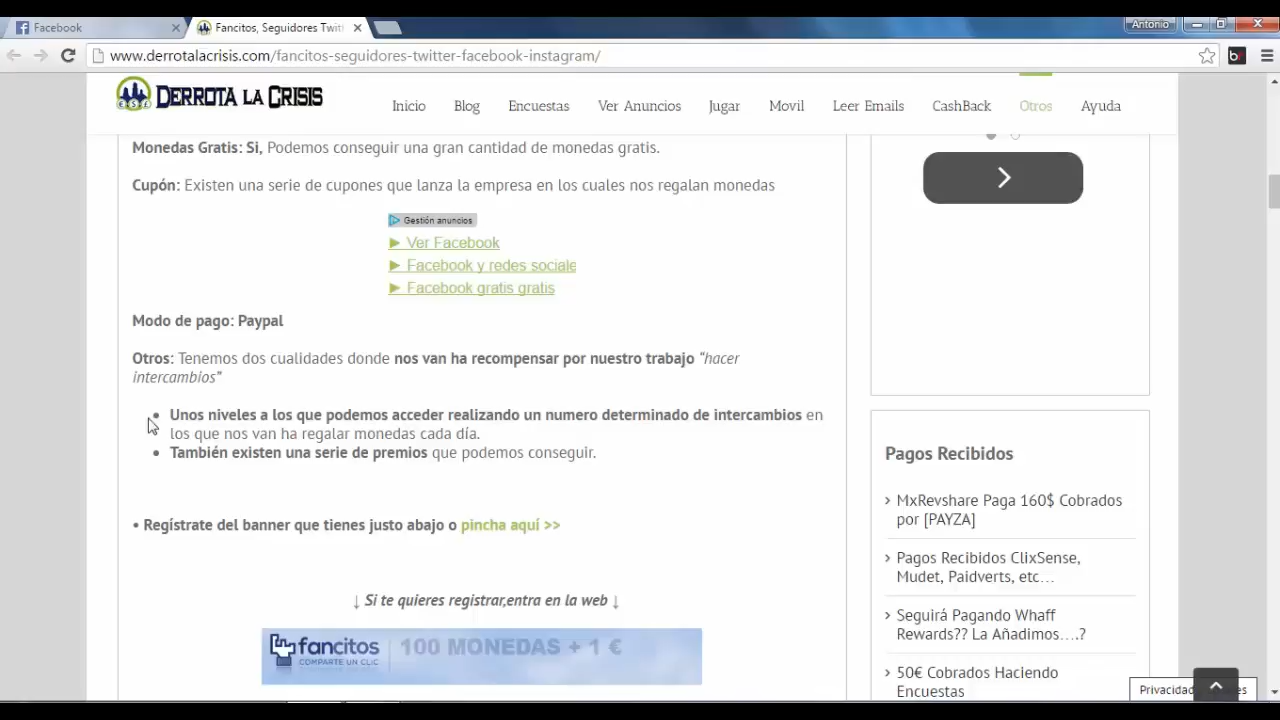 Facebook
Fancitos, Seguidores Twitt
Antonio
www.derrotalacrisis.com/fancitos-seguidores-twitter-facebook-instagram/
DERROTA LA CRISIS
Inicio Blog Encuestas Ver Anuncios Jugar Movil Leer Emails CashBack Otros Ayuda
Monedas Gratis: Si, Podemos conseguir una gran cantidad de monedas gratis.
Cupón: Existen una serie de cupones que lanza la empresa en los cuales nos regalan monedas
Gestión anuncios
► Ver Facebook
► Facebook y redes sociale
► Facebook gratis gratis
Modo de pago: Paypal
Otros: Tenemos dos cualidades donde nos van ha recompensar por nuestro trabajo “hacer
intercambios”
• Unos niveles a los que podemos acceder realizando un numero determinado de intercambios en
los que nos van ha regalar monedas cada día.
• También existen una serie de premios que podemos conseguir.
• Regístrate del banner que tienes justo abajo o pincha aquí >>
↓ Si te quieres registrar,entra en la web ↓
fancitos
COMPARTE UN CLIC
100 MONEDAS + 1 €
Pagos Recibidos
› MxRevshare Paga 160$ Cobrados
por [PAYZA]
› Pagos Recibidos ClixSense,
Mudet, Paidverts, etc…
› Seguirá Pagando Whaff
Rewards?? La Añadimos….?
› 50€ Cobrados Haciendo
Encuestas
Privacidad